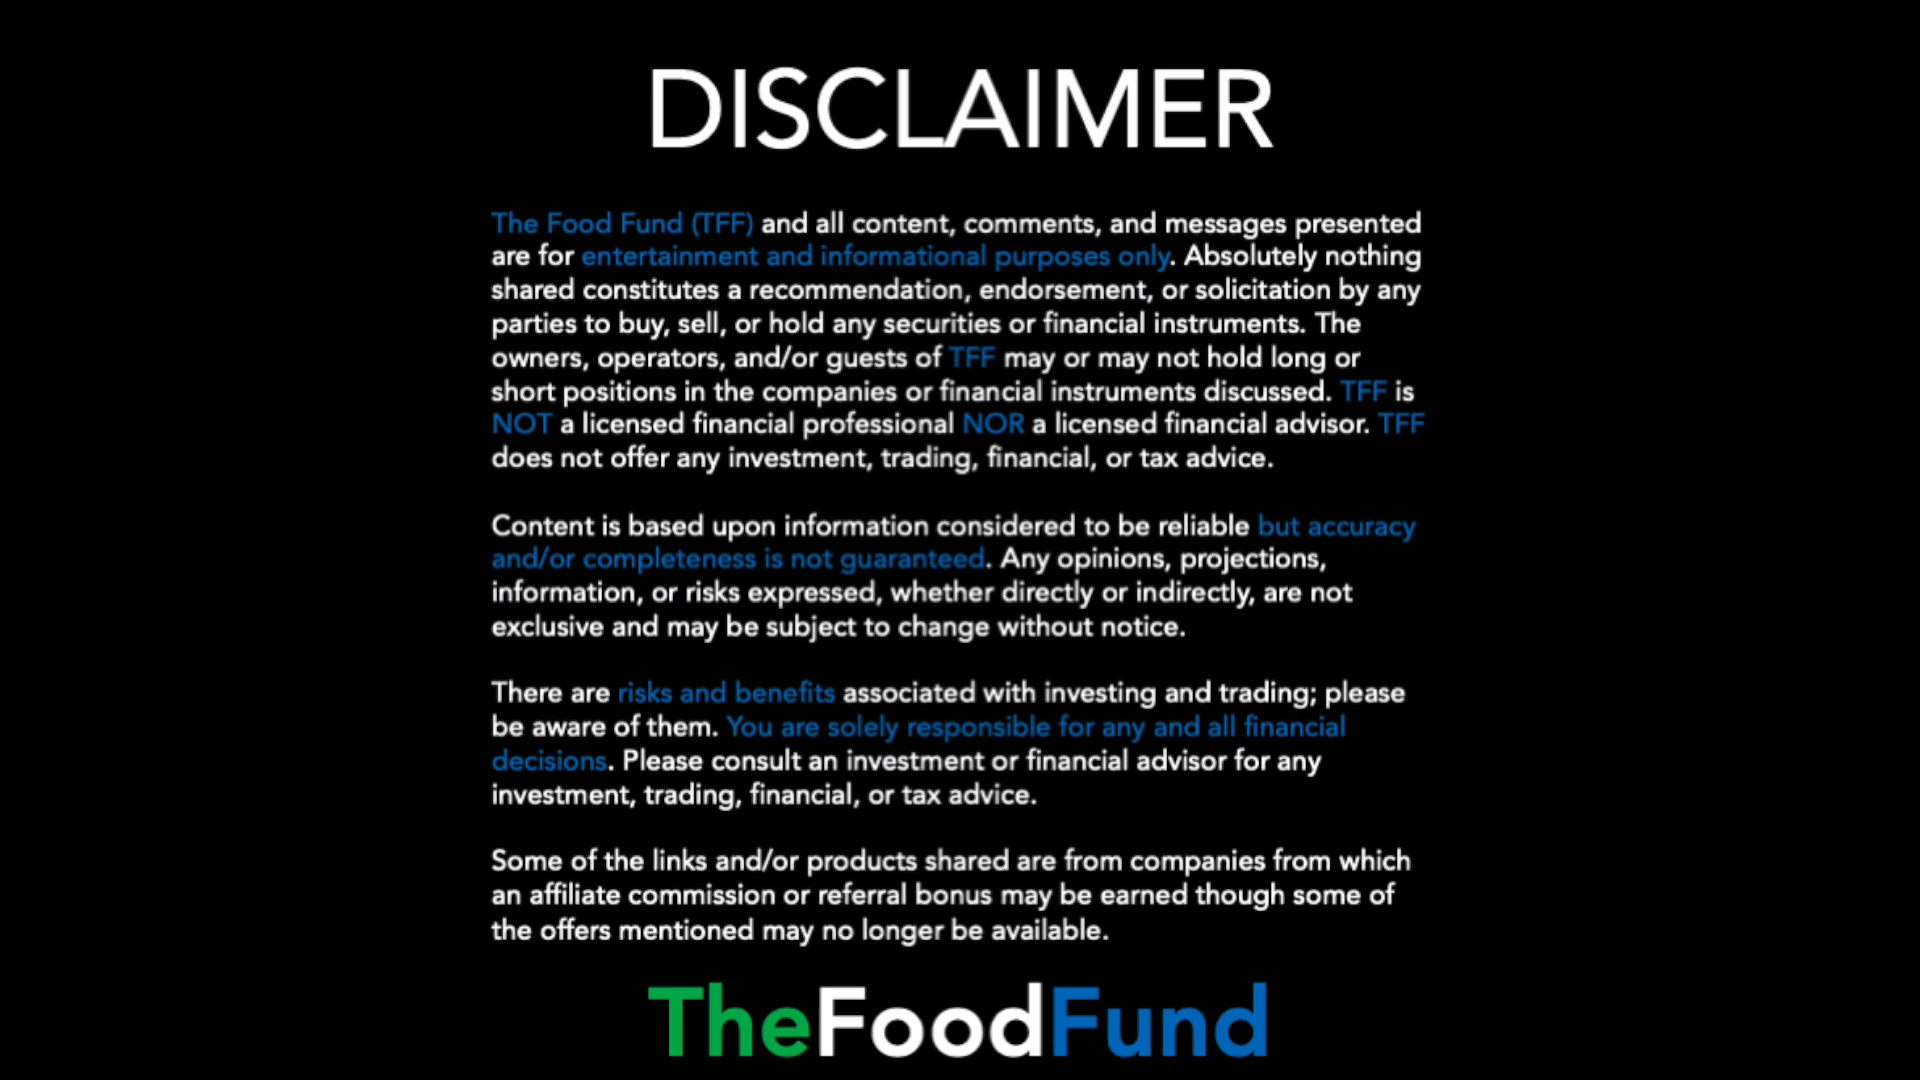 DISCLAIMER
The Food Fund (TFF) and all content, comments, and messages presented
are for entertainment and informational purposes only. Absolutely nothing
shared constitutes a recommendation, endorsement, or solicitation by any
parties to buy, sell, or hold any securities or financial instruments. The
owners, operators, and/or guests of TFF may or may not hold long or
short positions in the companies or financial instruments discussed. TFF is
NOT a licensed financial professional NOR a licensed financial advisor. TFF
does not offer any investment, trading, financial, or tax advice.
Content is based upon information considered to be reliable but accuracy
and/or completeness is not guaranteed. Any opinions, projections,
information, or risks expressed, whether directly or indirectly, are not
exclusive and may be subject to change without notice.
There are risks and benefits associated with investing and trading; please
be aware of them. You are solely responsible for any and all financial
decisions. Please consult an investment or financial advisor for any
investment, trading, financial, or tax advice.
Some of the links and/or products shared are from companies from which
an affiliate commission or referral bonus may be earned though some of
the offers mentioned may no longer be available.
TheFoodFund